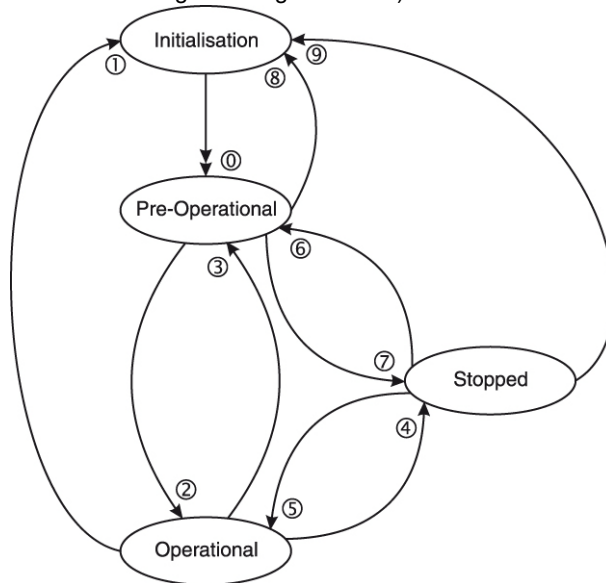 Initialisation
① ⑧ ⑨
⓪
Pre-Operational
③ ⑥
⑦
Stopped
④
② ⑤
Operational